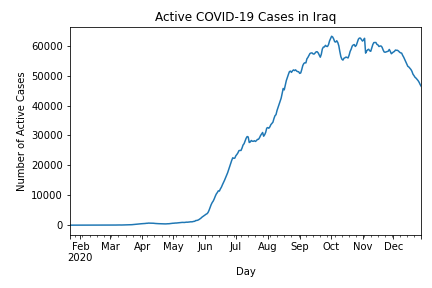 Active COVID-19 Cases in Iraq
Number of Active Cases
60000
50000
40000
30000
20000
10000
0
Feb Mar Apr May Jun Jul Aug Sep Oct Nov Dec
2020
Day